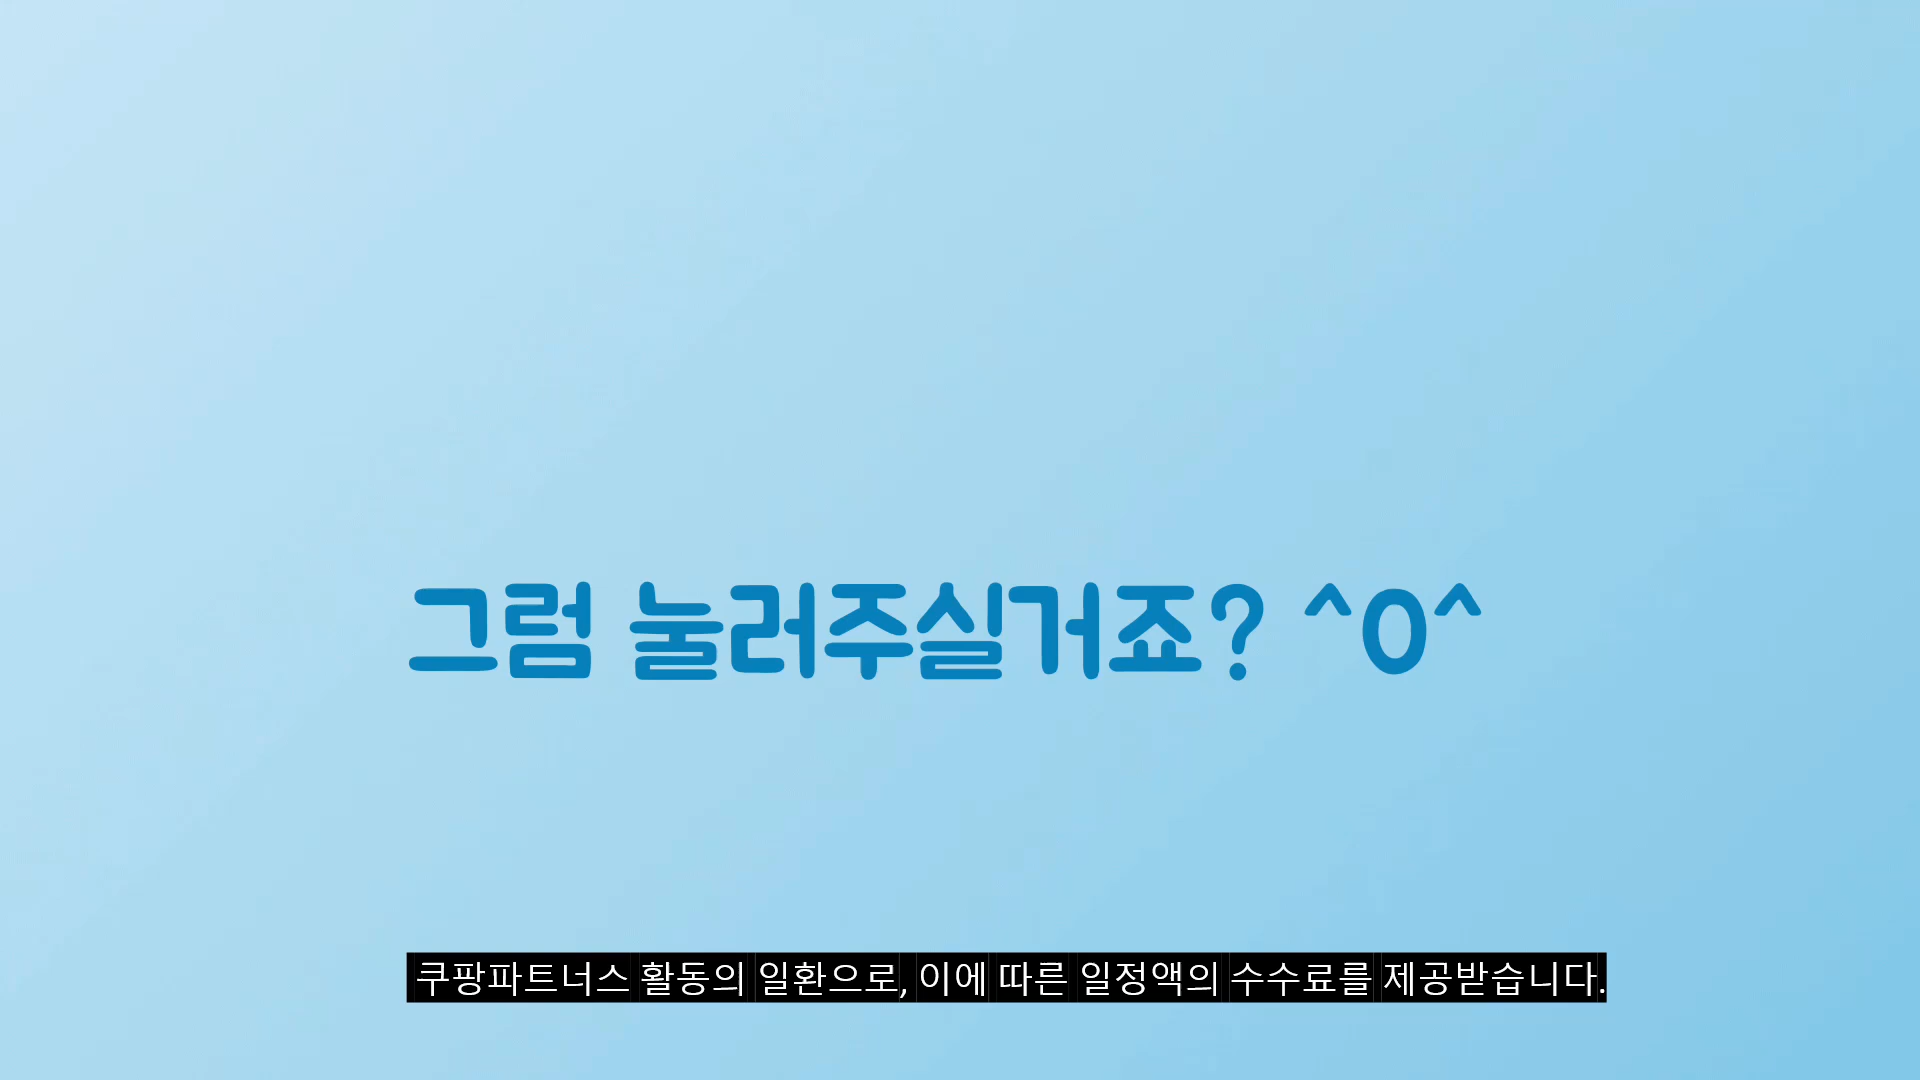 그럼 눌러주실거죠? ^0^
쿠팡파트너스 활동의 일환으로, 이에 따른 일정액의 수수료를 제공받습니다.